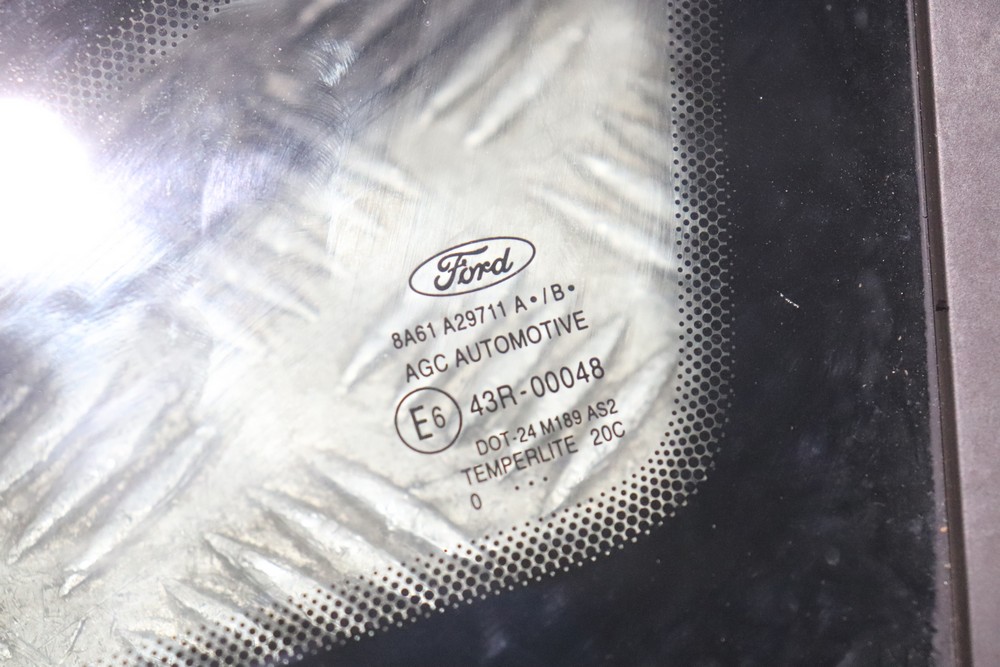 Ford
8A61 A29711 A•/B•
AGC AUTOMOTIVE
E6 43R-00048
DOT-24 M189 AS2
TEMPERLITE 20C
0 •••